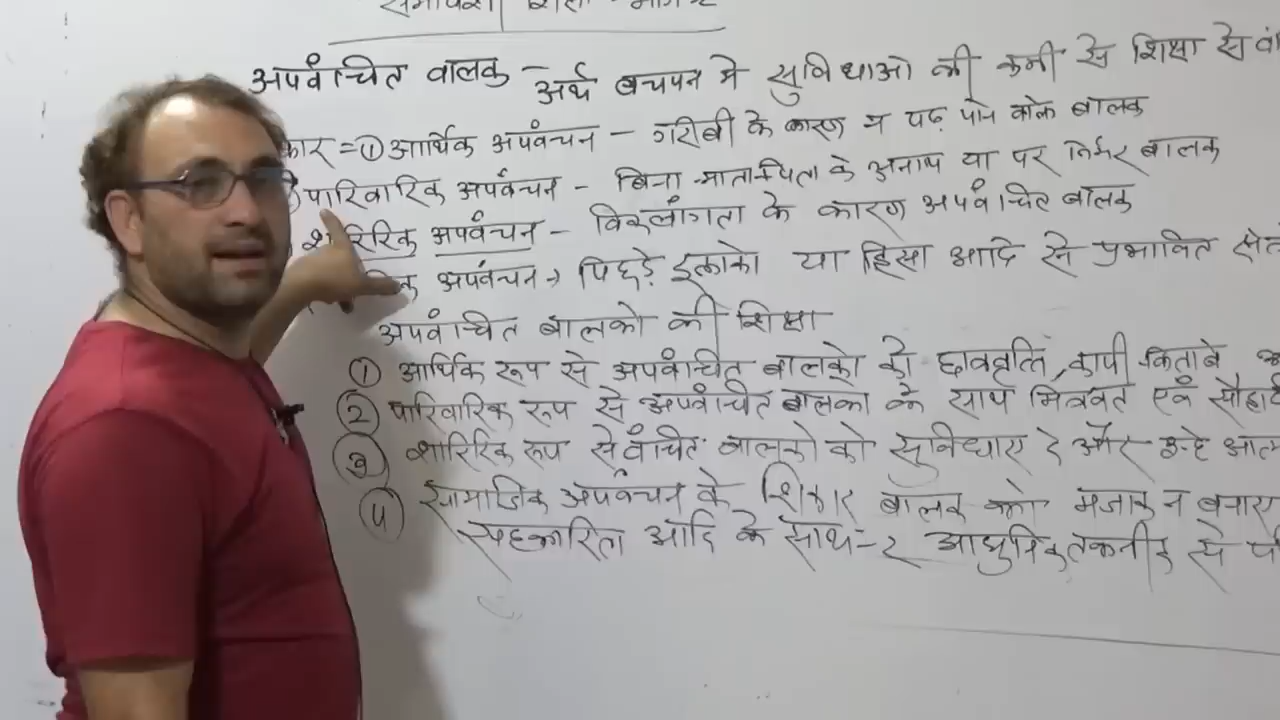 समावेशी शिक्षा
अपवंचित बालक - अर्थ बचपन मे सुविधाओ की कमी से शिक्षा से वं
कार = ① आर्थिक अपवंचन - गरीबी के कारण न पढ़ पाने वाले बालक
पारिवारिक अपवंचन - बिना माता-पिता के अनाथ या पर निर्भर बालक
शारिरिक अपवंचन - विकलांगता के कारण अपवंचित बालक
क अपवंचन → पिछड़े इलाको या हिंसा आदि से प्रभावित क्षेत
अपवंचित बालको की शिक्षा
① आर्थिक रूप से अपवंचित बालको को छात्रवृत्ति, कापी किताबे
② पारिवारिक रूप से अपवंचित बालको के साथ मित्रवत एवं सौहार्द
③ शारिरिक रूप से वंचित बालको को सुविधाए दे और इन्हे आत्म
④ सामाजिक अपवंचन के शिकार बालक को मजाक न बनाए
सहकारिता आदि के साथ-२ आधुनिक तकनीक से प